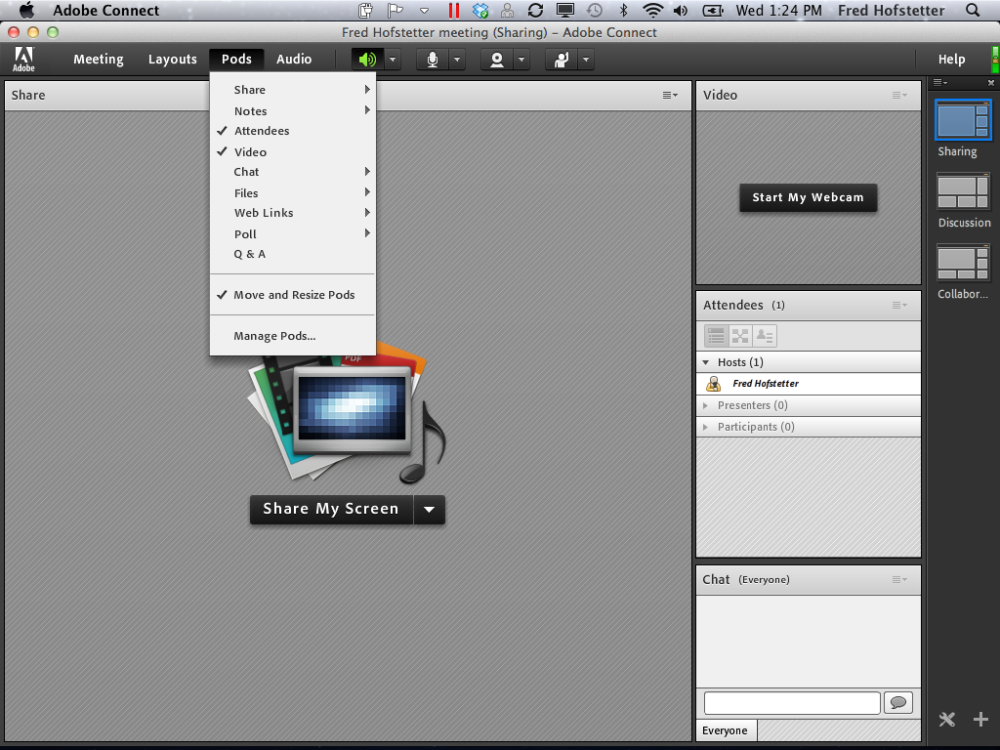 Adobe Connect Wed 1:24 PM Fred Hofstetter
Fred Hofstetter meeting (Sharing) – Adobe Connect
Adobe Meeting Layouts Pods Audio Help
Share
Share
Notes
Attendees
Video
Chat
Files
Web Links
Poll
Q & A
Move and Resize Pods
Manage Pods...
PDF
Share My Screen
Video
Start My Webcam
Attendees (1)
Hosts (1)
Fred Hofstetter
Presenters (0)
Participants (0)
Chat (Everyone)
Everyone
Sharing
Discussion
Collabor...